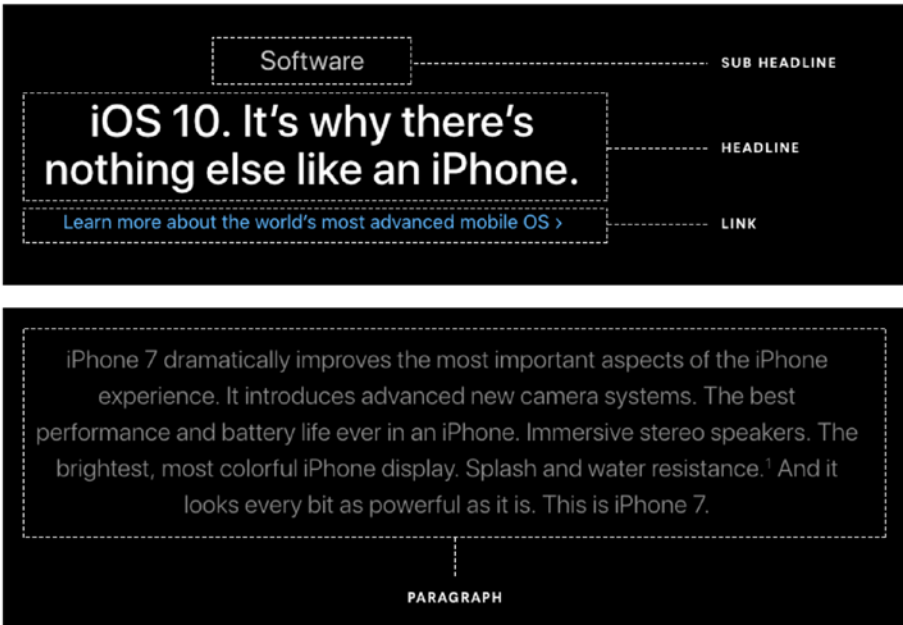 Software
SUB HEADLINE
iOS 10. It's why there's
nothing else like an iPhone.
HEADLINE
Learn more about the world's most advanced mobile OS >
LINK
iPhone 7 dramatically improves the most important aspects of the iPhone
experience. It introduces advanced new camera systems. The best
performance and battery life ever in an iPhone. Immersive stereo speakers. The
brightest, most colorful iPhone display. Splash and water resistance.¹ And it
looks every bit as powerful as it is. This is iPhone 7.
PARAGRAPH